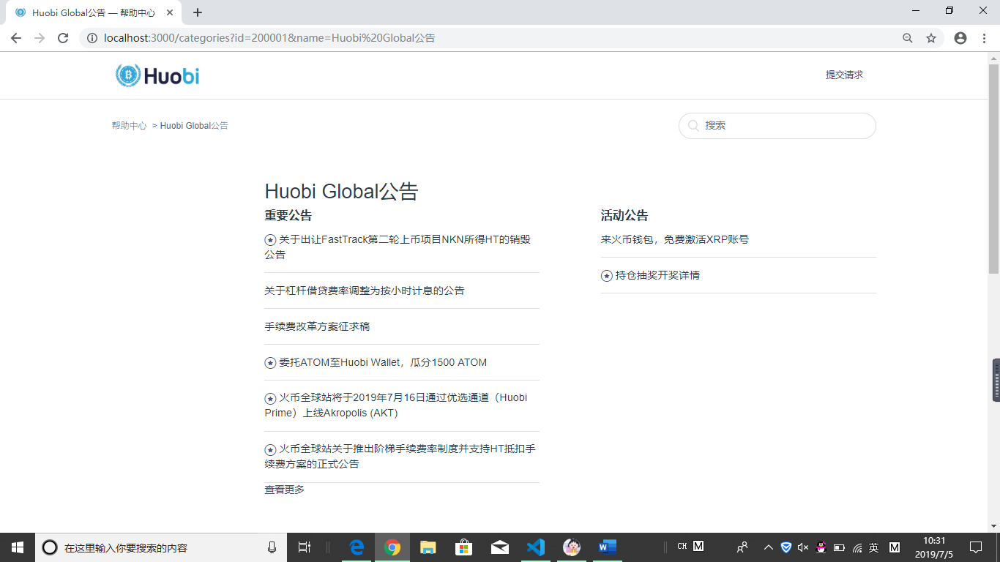 Huobi Global公告 — 帮助中心
localhost:3000/categories?id=200001&name=Huobi%20Global公告
Huobi
提交请求
帮助中心 > Huobi Global公告
搜索
Huobi Global公告
重要公告
关于出让FastTrack第二轮上币项目NKN所得HT的销毁
公告
关于杠杆借贷费率调整为按小时计息的公告
手续费改革方案征求稿
委托ATOM至Huobi Wallet，瓜分1500 ATOM
火币全球站将于2019年7月16日通过优选通道（Huobi
Prime）上线Akropolis (AKT)
火币全球站关于推出阶梯手续费率制度并支持HT抵扣手
续费方案的正式公告
查看更多
活动公告
来火币钱包，免费激活XRP账号
持仓抽奖开奖详情
在这里输入你要搜索的内容
CH M
英 M
10:31
2019/7/5